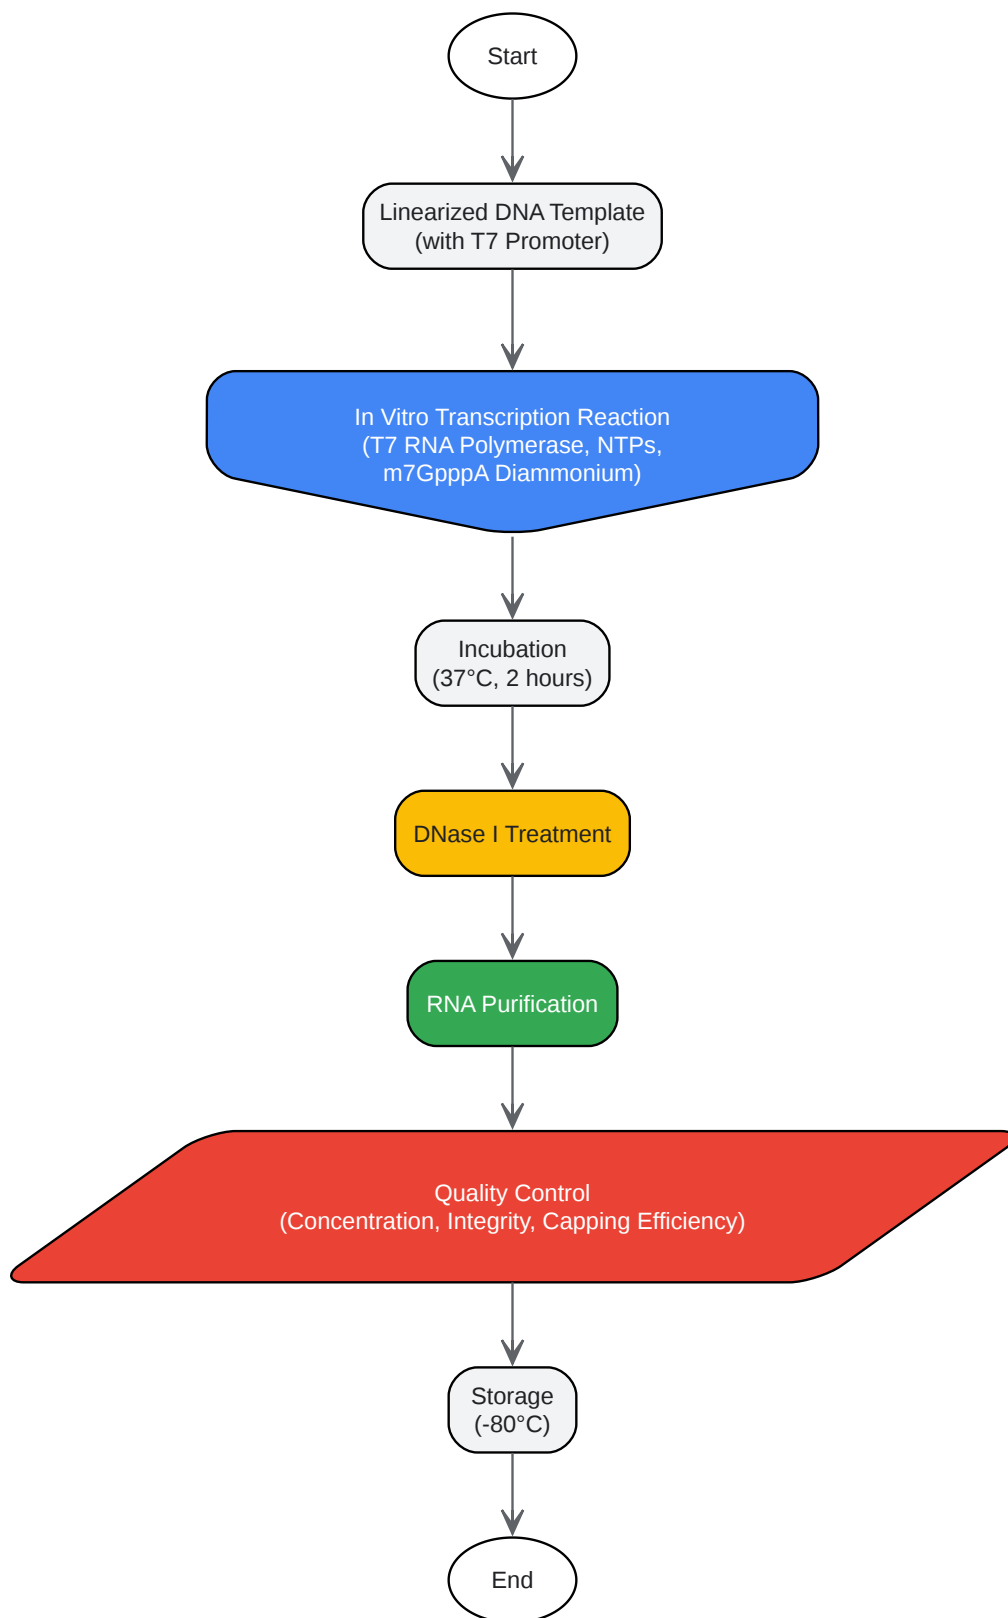 Start
Linearized DNA Template
(with T7 Promoter)
In Vitro Transcription Reaction
(T7 RNA Polymerase, NTPs,
m7GpppA Diammonium)
Incubation
(37°C, 2 hours)
DNase I Treatment
RNA Purification
Quality Control
(Concentration, Integrity, Capping Efficiency)
Storage
(-80°C)
End